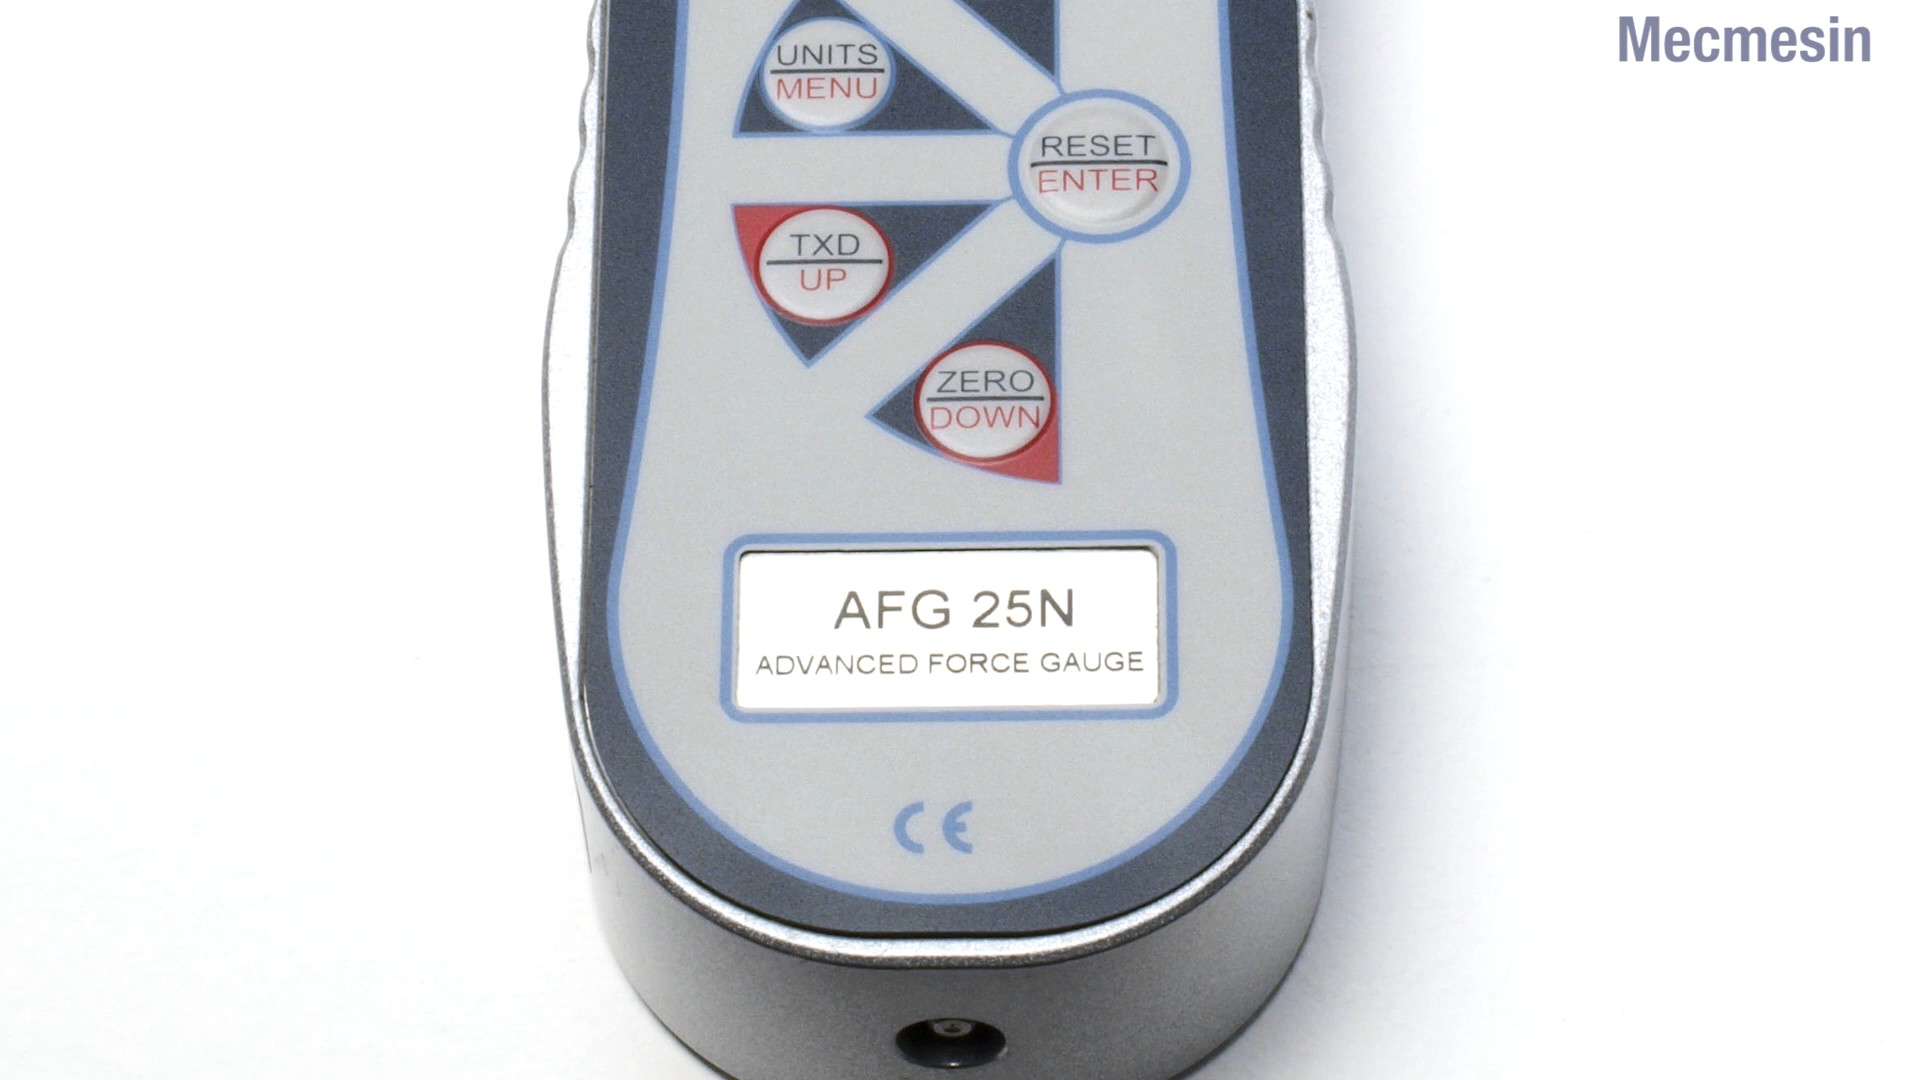 Mecmesin
UNITS
MENU
RESET
ENTER
TXD
UP
ZERO
DOWN
AFG 25N
ADVANCED FORCE GAUGE
CE